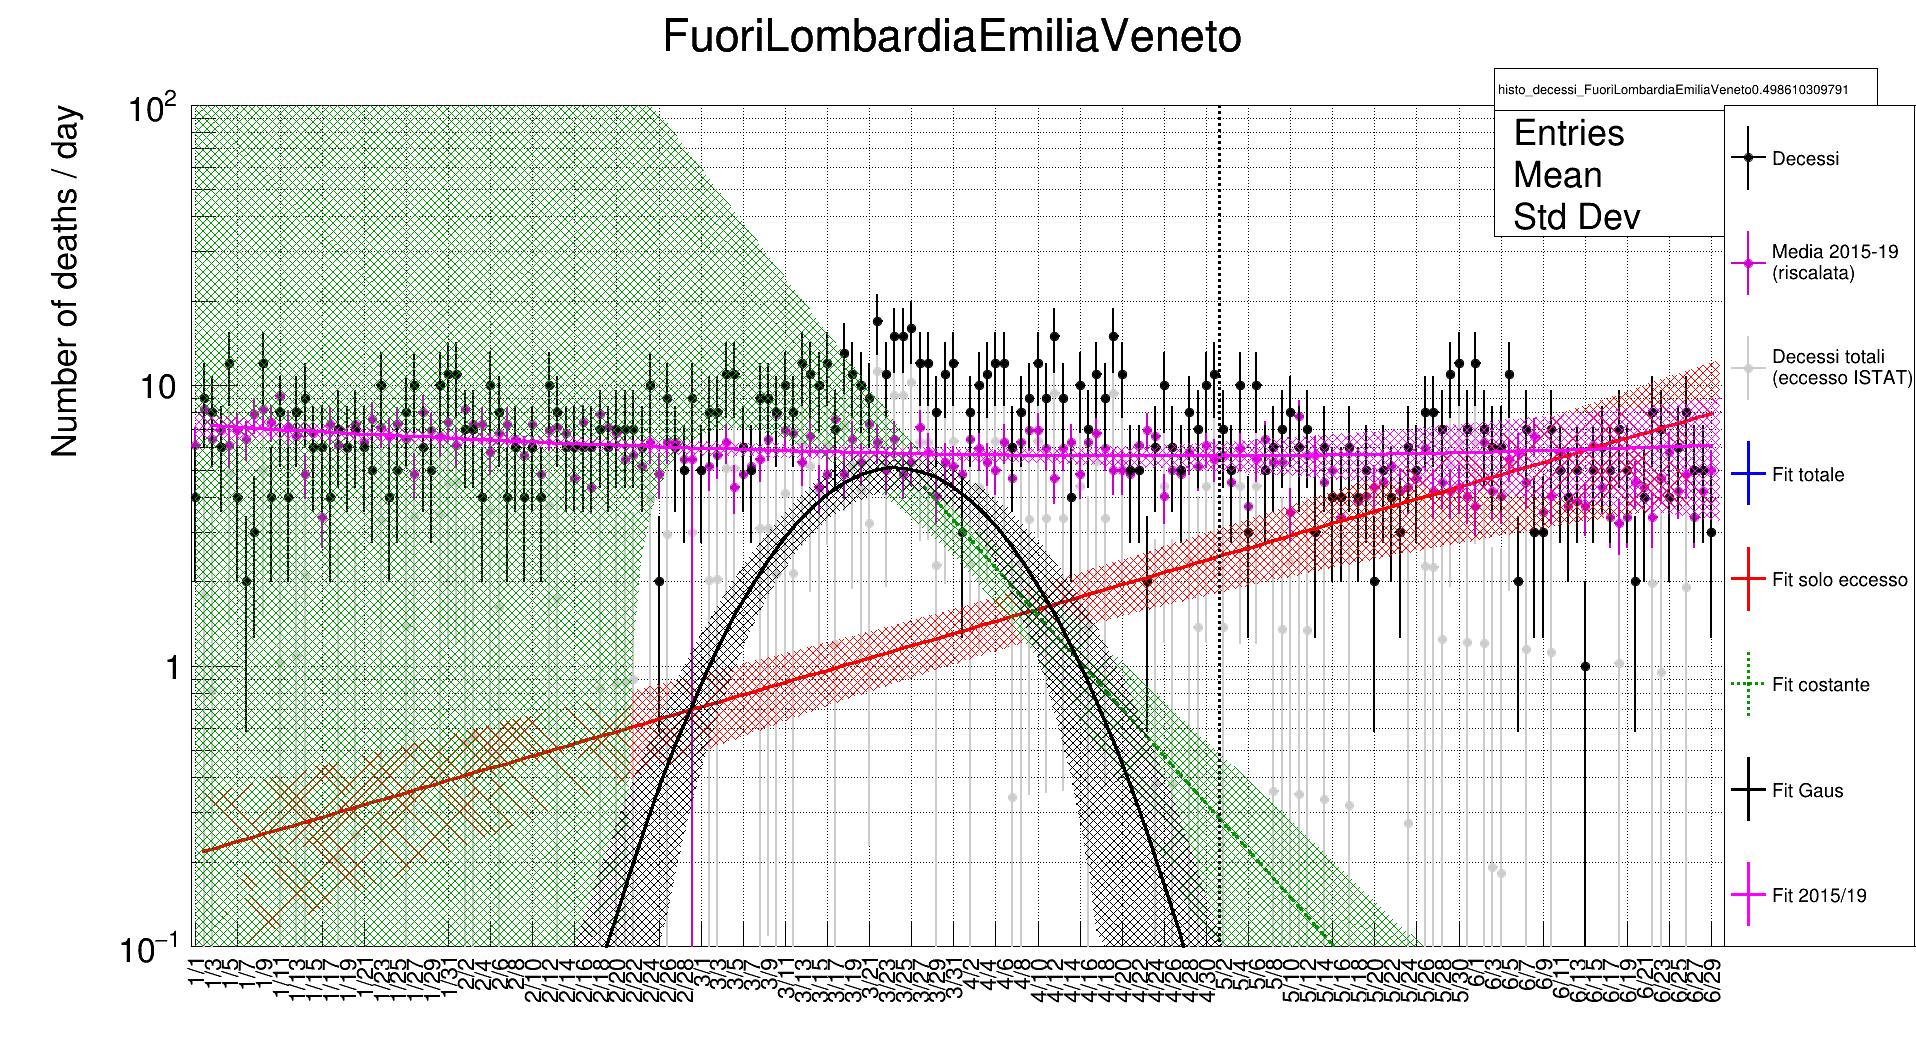 FuoriLombardiaEmiliaVeneto
histo_decessi_FuoriLombardiaEmiliaVeneto0.498610309791
Entries
Mean
Std Dev
Number of deaths / day
10²
10
1
10⁻¹
Decessi
Media 2015-19
(riscalata)
Decessi totali
(eccesso ISTAT)
Fit totale
Fit solo eccesso
Fit costante
Fit Gaus
Fit 2015/19
1/1 1/3 1/5 1/7 1/9 1/11 1/13 1/15 1/17 1/19 1/21 1/23 1/25 1/27 1/29 1/31 2/2 2/4 2/6 2/8 2/10 2/12 2/14 2/16 2/18 2/20 2/22 2/24 2/26 2/28 3/1 3/3 3/5 3/7 3/9 3/11 3/13 3/15 3/17 3/19 3/21 3/23 3/25 3/27 3/29 3/31 4/2 4/4 4/6 4/8 4/10 4/12 4/14 4/16 4/18 4/20 4/22 4/24 4/26 4/28 4/30 5/2 5/4 5/6 5/8 5/10 5/12 5/14 5/16 5/18 5/20 5/22 5/24 5/26 5/28 5/30 6/1 6/3 6/5 6/7 6/9 6/11 6/13 6/15 6/17 6/19 6/21 6/23 6/25 6/27 6/29